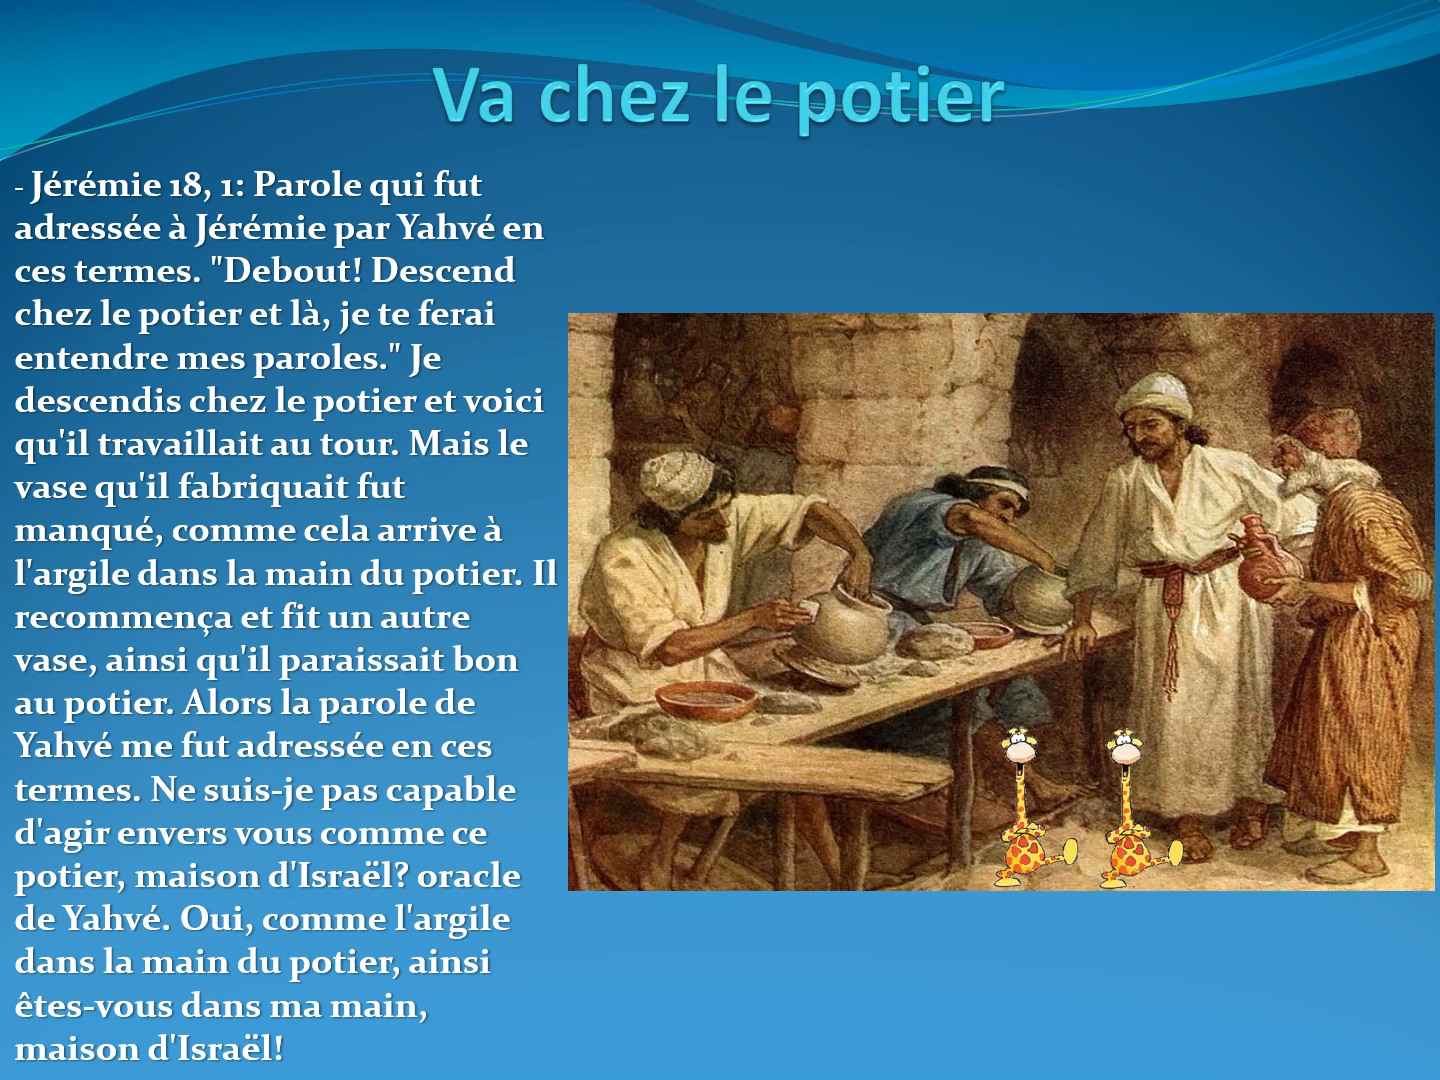 Va chez le potier
- Jérémie 18, 1: Parole qui fut
adressée à Jérémie par Yahvé en
ces termes. "Debout! Descend
chez le potier et là, je te ferai
entendre mes paroles." Je
descendis chez le potier et voici
qu'il travaillait au tour. Mais le
vase qu'il fabriquait fut
manqué, comme cela arrive à
l'argile dans la main du potier. Il
recommença et fit un autre
vase, ainsi qu'il paraissait bon
au potier. Alors la parole de
Yahvé me fut adressée en ces
termes. Ne suis-je pas capable
d'agir envers vous comme ce
potier, maison d'Israël? oracle
de Yahvé. Oui, comme l'argile
dans la main du potier, ainsi
êtes-vous dans ma main,
maison d'Israël!